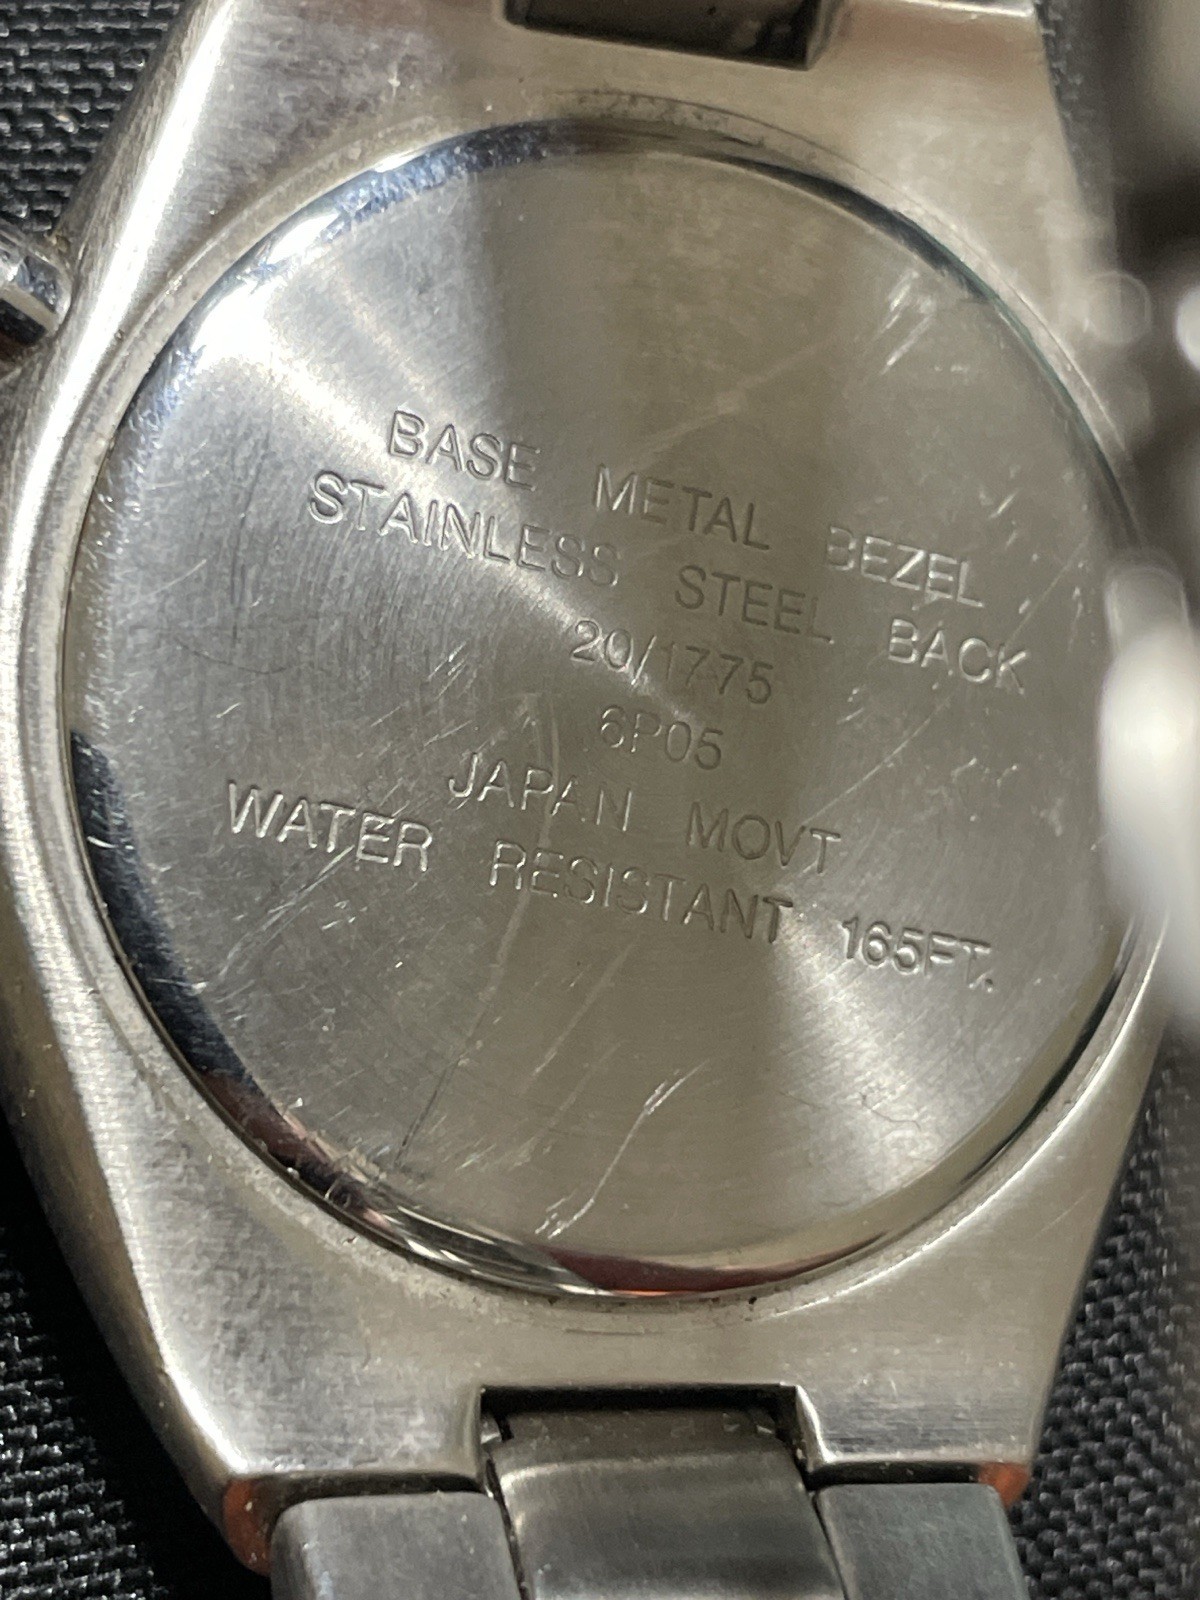 BASE METAL BEZEL
STAINLESS STEEL BACK
20/1775
6P05
JAPAN MOVT
WATER RESISTANT 165FT.